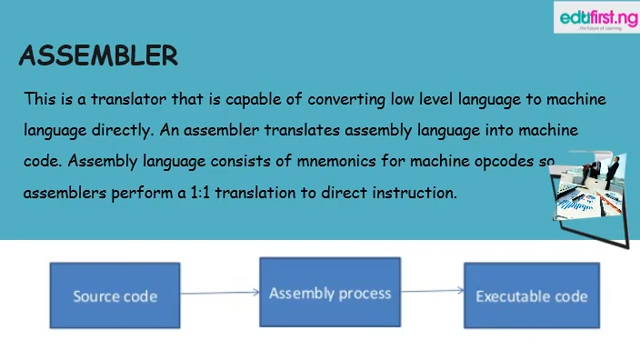 edufirst.ng
...the future of Learning
ASSEMBLER
This is a translator that is capable of converting low level language to machine
language directly. An assembler translates assembly language into machine
code. Assembly language consists of mnemonics for machine opcodes so
assemblers perform a 1:1 translation to direct instruction.
Source code
Assembly process
Executable code